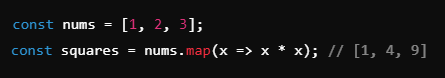 const nums = [1, 2, 3];
const squares = nums.map(x => x * x); // [1, 4, 9]